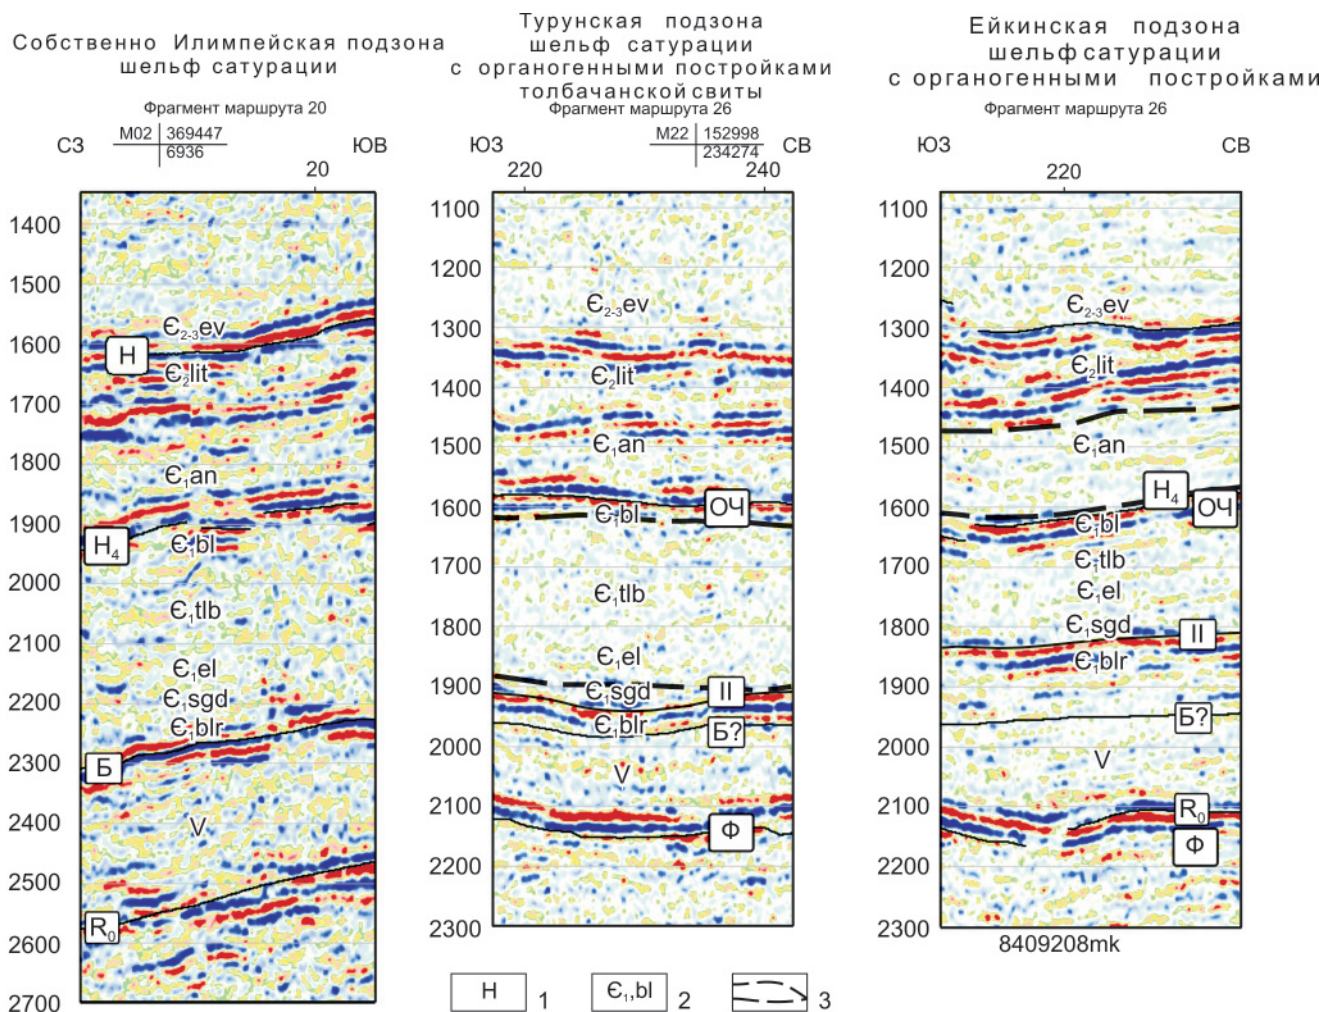 Собственно Илимпейская подзона
шельф сатурации
Фрагмент маршрута 20
СЗ
М02 369447
6936
ЮВ
20
1400
1500
1600
1700
1800
1900
2000
2100
2200
2300
2400
2500
2600
2700
Є₂₋₃ev
Н
Є₂lit
Є₁an
Н₄
Є₁bl
Є₁tlb
Є₁el
Є₁sgd
Є₁blr
Б
V
R₀
Турунская подзона
шельф сатурации
с органогенными постройками
толбачанской свиты
Фрагмент маршрута 26
ЮЗ
М22 152998
234274
СВ
220 240
1100
1200
1300
1400
1500
1600
1700
1800
1900
2000
2100
2200
2300
Є₂₋₃ev
Є₂lit
Є₁an
ОЧ
Є₁bl
Є₁tlb
Є₁el
Є₁sgd
II
Є₁blr
Б?
V
Ф
Ейкинская подзона
шельф сатурации
с органогенными постройками
Фрагмент маршрута 26
ЮЗ
СВ
220
1100
1200
1300
1400
1500
1600
1700
1800
1900
2000
2100
2200
2300
Є₂₋₃ev
Є₂lit
Є₁an
Н₄
ОЧ
Є₁bl
Є₁tlb
Є₁el
Є₁sgd
II
Є₁blr
Б?
V
R₀
Ф
8409208mk
Н 1
Є₁,bl 2
3